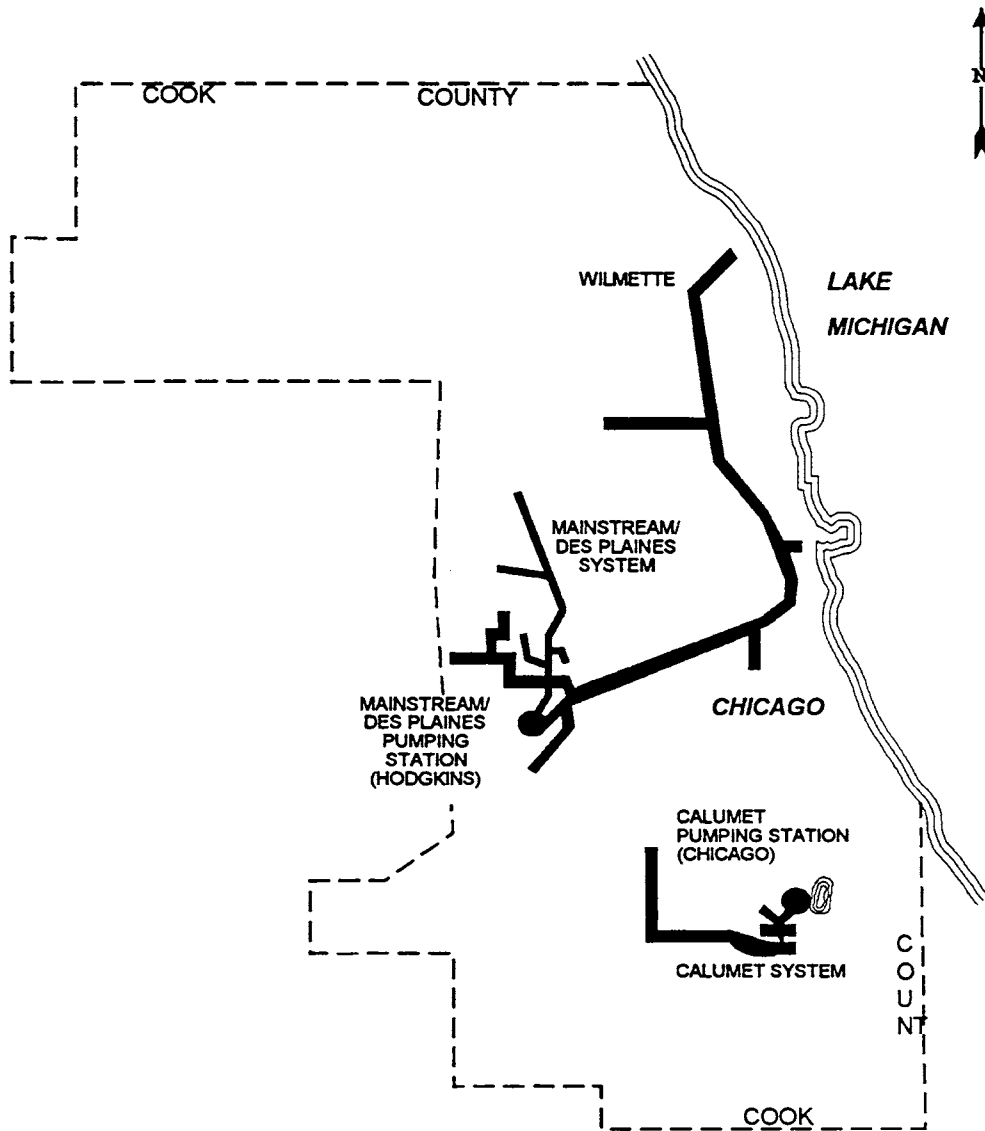 N
COOK COUNTY
WILMETTE
LAKE
MICHIGAN
MAINSTREAM/
DES PLAINES
SYSTEM
CHICAGO
MAINSTREAM/
DES PLAINES
PUMPING
STATION
(HODGKINS)
CALUMET
PUMPING STATION
(CHICAGO)
CALUMET SYSTEM
C
O
U
NT
COOK